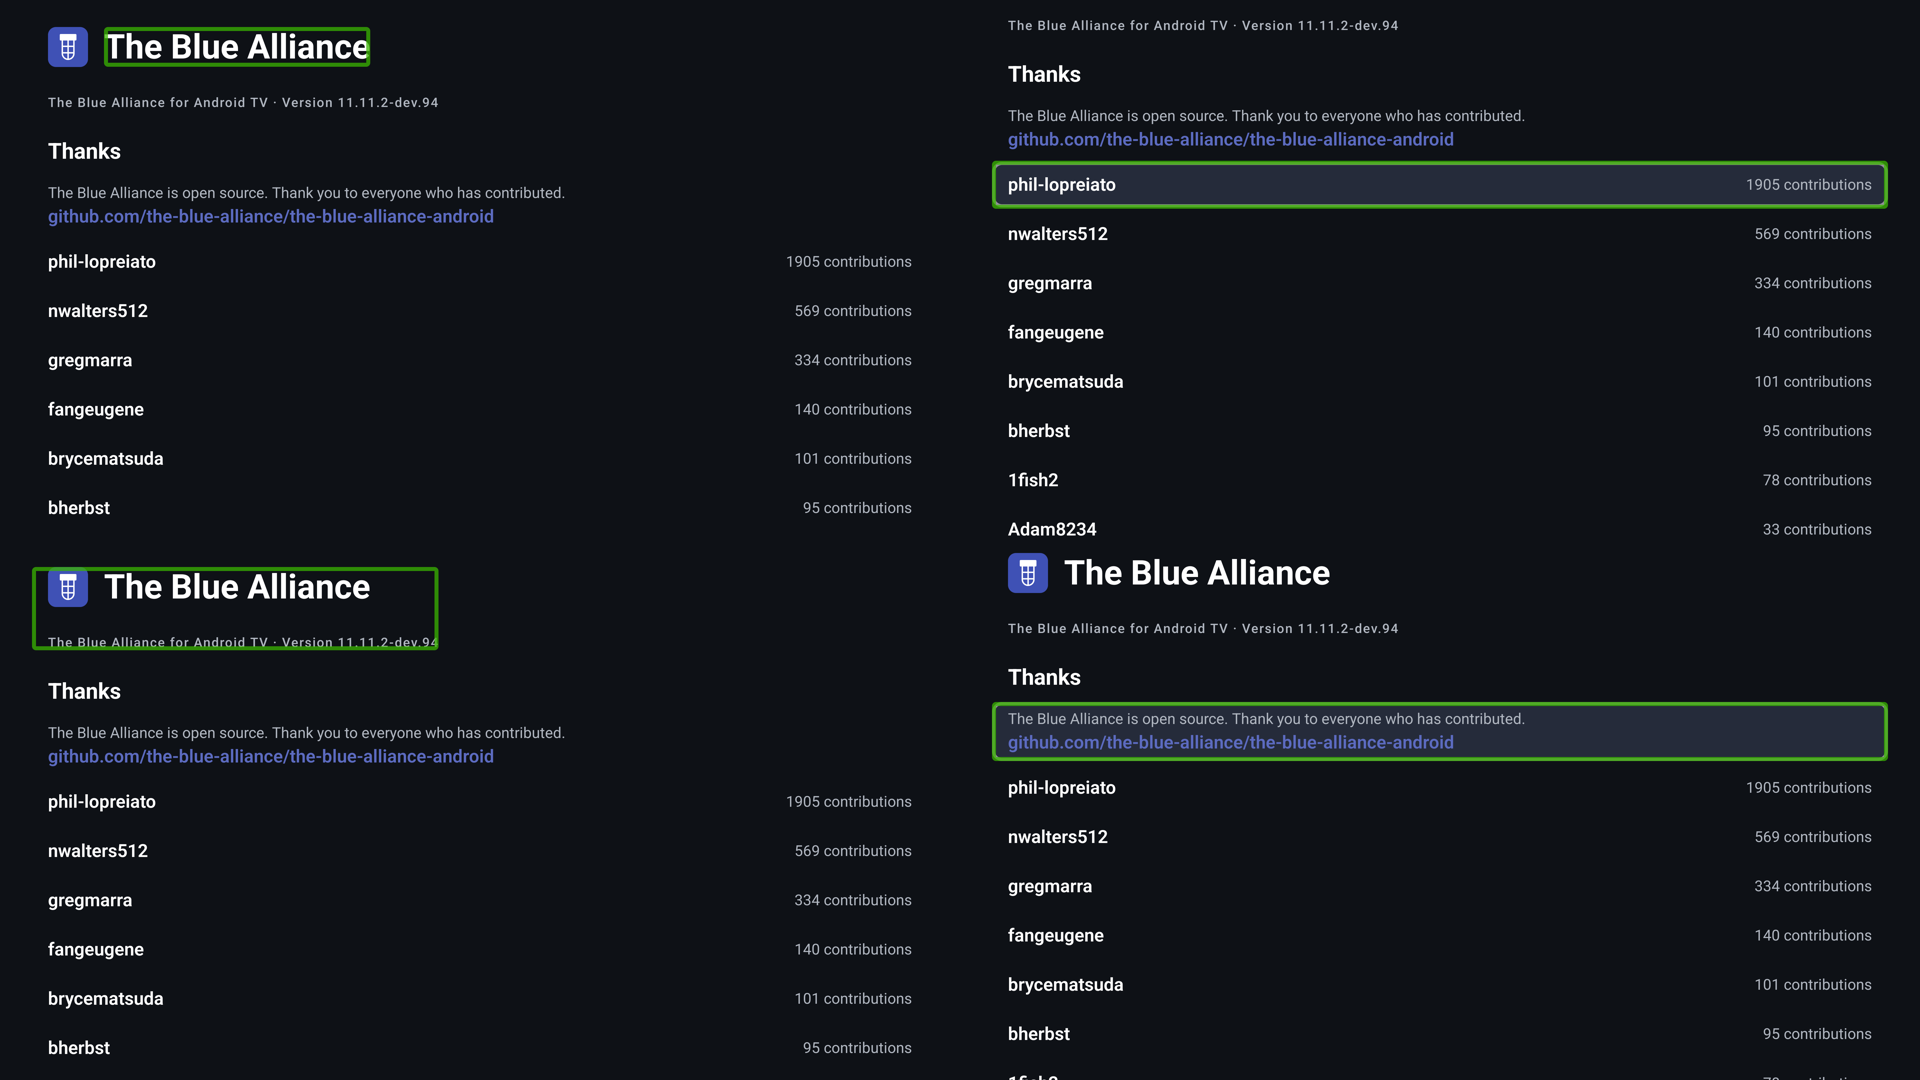 The Blue Alliance
The Blue Alliance for Android TV · Version 11.11.2-dev.94
Thanks
The Blue Alliance is open source. Thank you to everyone who has contributed.
github.com/the-blue-alliance/the-blue-alliance-android
phil-lopreiato 1905 contributions
nwalters512 569 contributions
gregmarra 334 contributions
fangeugene 140 contributions
brycematsuda 101 contributions
bherbst 95 contributions
The Blue Alliance for Android TV · Version 11.11.2-dev.94
Thanks
The Blue Alliance is open source. Thank you to everyone who has contributed.
github.com/the-blue-alliance/the-blue-alliance-android
phil-lopreiato 1905 contributions
nwalters512 569 contributions
gregmarra 334 contributions
fangeugene 140 contributions
brycematsuda 101 contributions
bherbst 95 contributions
1fish2 78 contributions
Adam8234 33 contributions
The Blue Alliance
The Blue Alliance for Android TV · Version 11.11.2-dev.94
Thanks
The Blue Alliance is open source. Thank you to everyone who has contributed.
github.com/the-blue-alliance/the-blue-alliance-android
phil-lopreiato 1905 contributions
nwalters512 569 contributions
gregmarra 334 contributions
fangeugene 140 contributions
brycematsuda 101 contributions
bherbst 95 contributions
The Blue Alliance
The Blue Alliance for Android TV · Version 11.11.2-dev.94
Thanks
The Blue Alliance is open source. Thank you to everyone who has contributed.
github.com/the-blue-alliance/the-blue-alliance-android
phil-lopreiato 1905 contributions
nwalters512 569 contributions
gregmarra 334 contributions
fangeugene 140 contributions
brycematsuda 101 contributions
bherbst 95 contributions